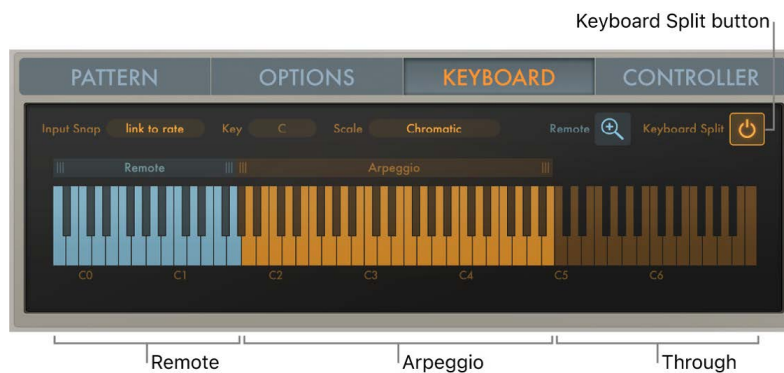 Keyboard Split button
PATTERN OPTIONS KEYBOARD CONTROLLER
Input Snap link to rate Key C Scale Chromatic Remote Keyboard Split
Remote Arpeggio
C0 C1 C2 C3 C4 C5 C6
Remote Arpeggio Through